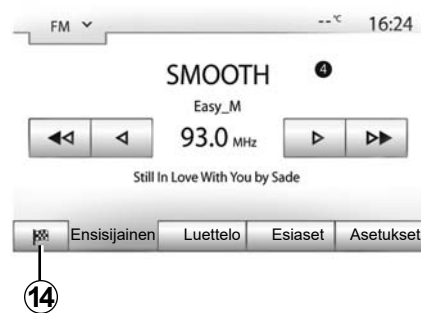 FM --°C 16:24
SMOOTH 4
Easy_M
93.0 MHz
Still In Love With You by Sade
Ensisijainen Luettelo Esiaset Asetukset
14